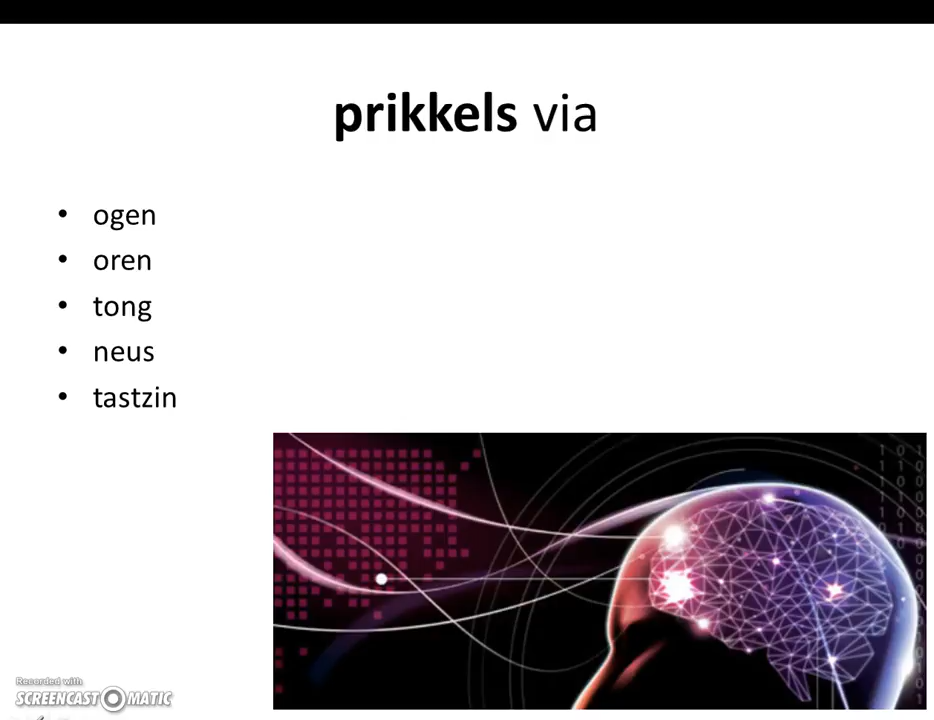 prikkels via
• ogen
• oren
• tong
• neus
• tastzin
Recorded with
SCREENCAST O MATIC